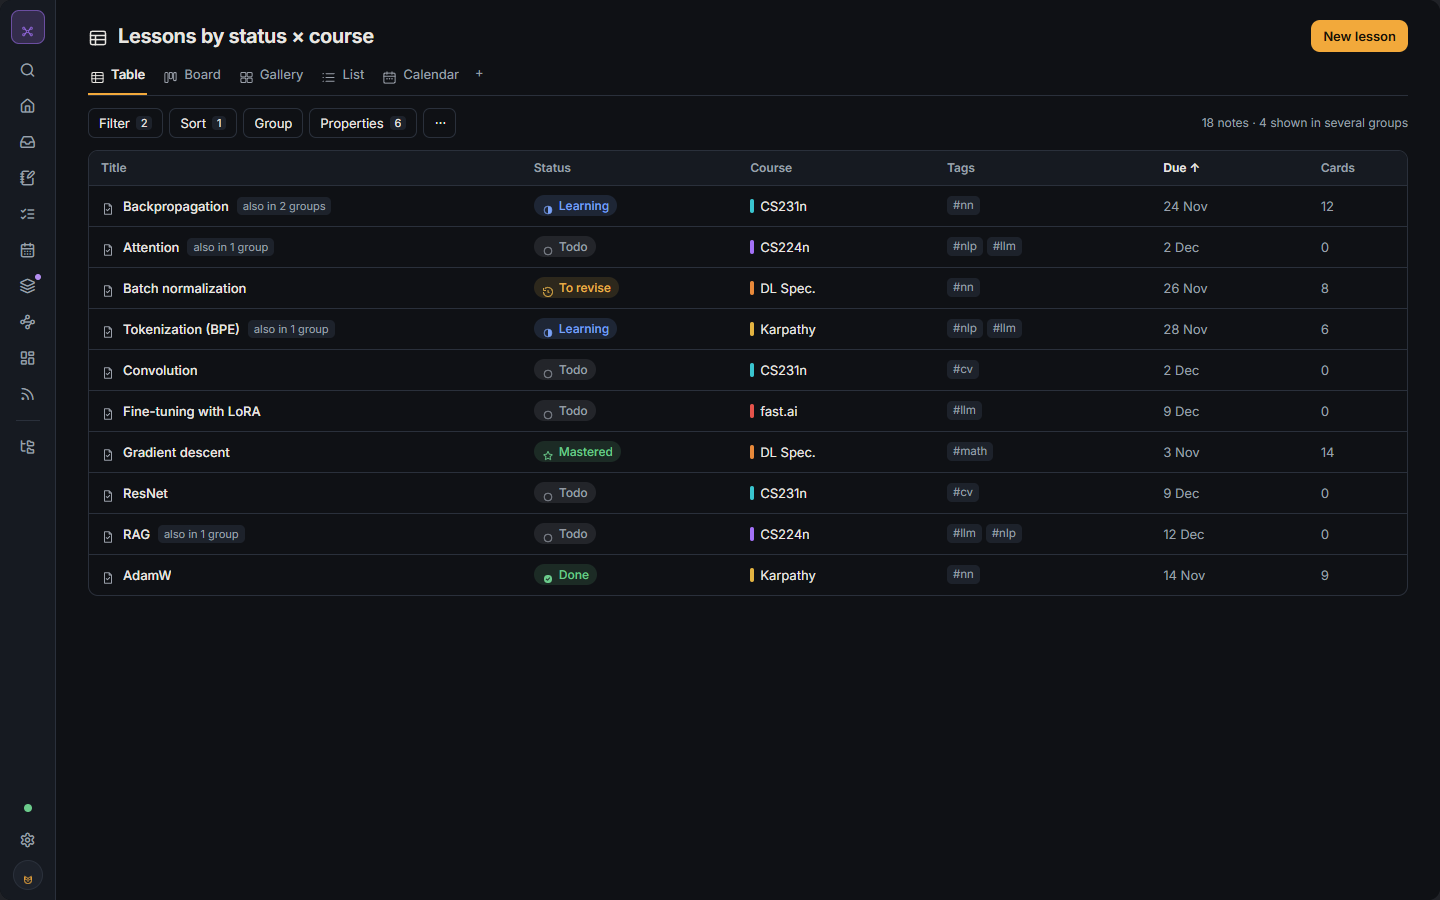 Lessons by status × course
New lesson
Table Board Gallery List Calendar +
Filter 2 Sort 1 Group Properties 6 ···
18 notes · 4 shown in several groups
Title Status Course Tags Due ↑ Cards
Backpropagation also in 2 groups Learning CS231n #nn 24 Nov 12
Attention also in 1 group Todo CS224n #nlp #llm 2 Dec 0
Batch normalization To revise DL Spec. #nn 26 Nov 8
Tokenization (BPE) also in 1 group Learning Karpathy #nlp #llm 28 Nov 6
Convolution Todo CS231n #cv 2 Dec 0
Fine-tuning with LoRA Todo fast.ai #llm 9 Dec 0
Gradient descent Mastered DL Spec. #math 3 Nov 14
ResNet Todo CS231n #cv 9 Dec 0
RAG also in 1 group Todo CS224n #llm #nlp 12 Dec 0
AdamW Done Karpathy #nn 14 Nov 9